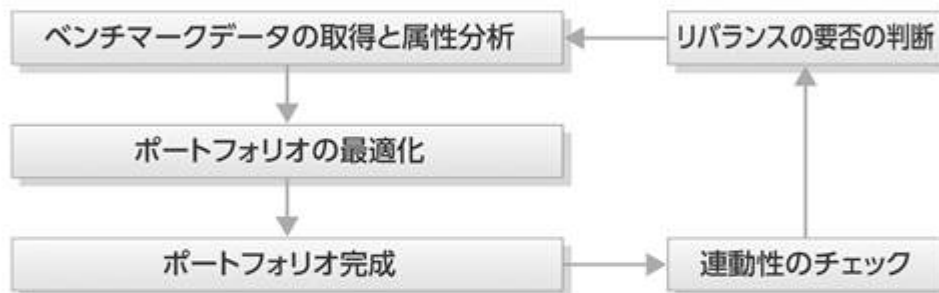 ベンチマークデータの取得と属性分析
リバランスの要否の判断
ポートフォリオの最適化
ポートフォリオ完成
連動性のチェック